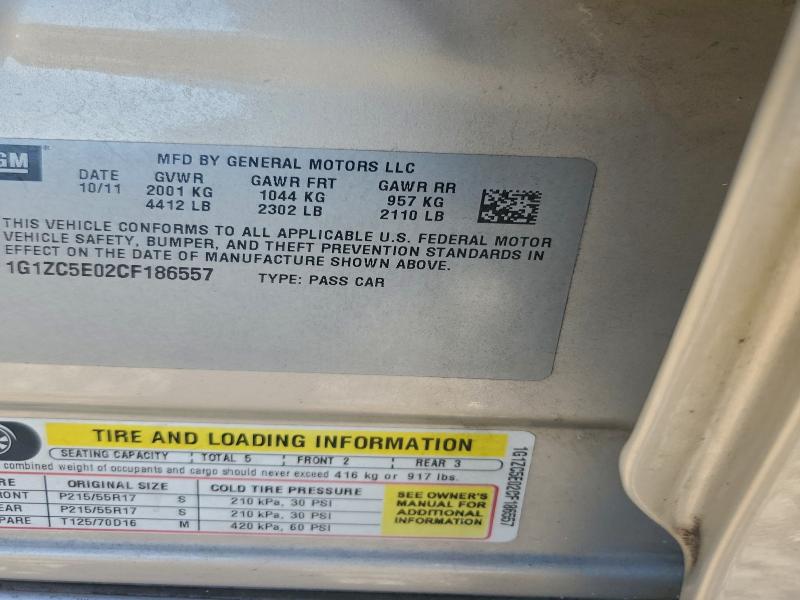 GM
MFD BY GENERAL MOTORS LLC
DATE GVWR GAWR FRT GAWR RR
10/11 2001 KG 1044 KG 957 KG
4412 LB 2302 LB 2110 LB
THIS VEHICLE CONFORMS TO ALL APPLICABLE U.S. FEDERAL MOTOR
VEHICLE SAFETY, BUMPER, AND THEFT PREVENTION STANDARDS IN
EFFECT ON THE DATE OF MANUFACTURE SHOWN ABOVE.
1G1ZC5E02CF186557 TYPE: PASS CAR
TIRE AND LOADING INFORMATION
SEATING CAPACITY TOTAL 5 FRONT 2 REAR 3
combined weight of occupants and cargo should never exceed 416 kg or 917 lbs.
RE ORIGINAL SIZE COLD TIRE PRESSURE
RONT P215/55R17 S 210 kPa, 30 PSI
EAR P215/55R17 S 210 kPa, 30 PSI
PARE T125/70D16 M 420 kPa, 60 PSI
SEE OWNER'S
MANUAL FOR
ADDITIONAL
INFORMATION
1G1ZC5E02CF186557